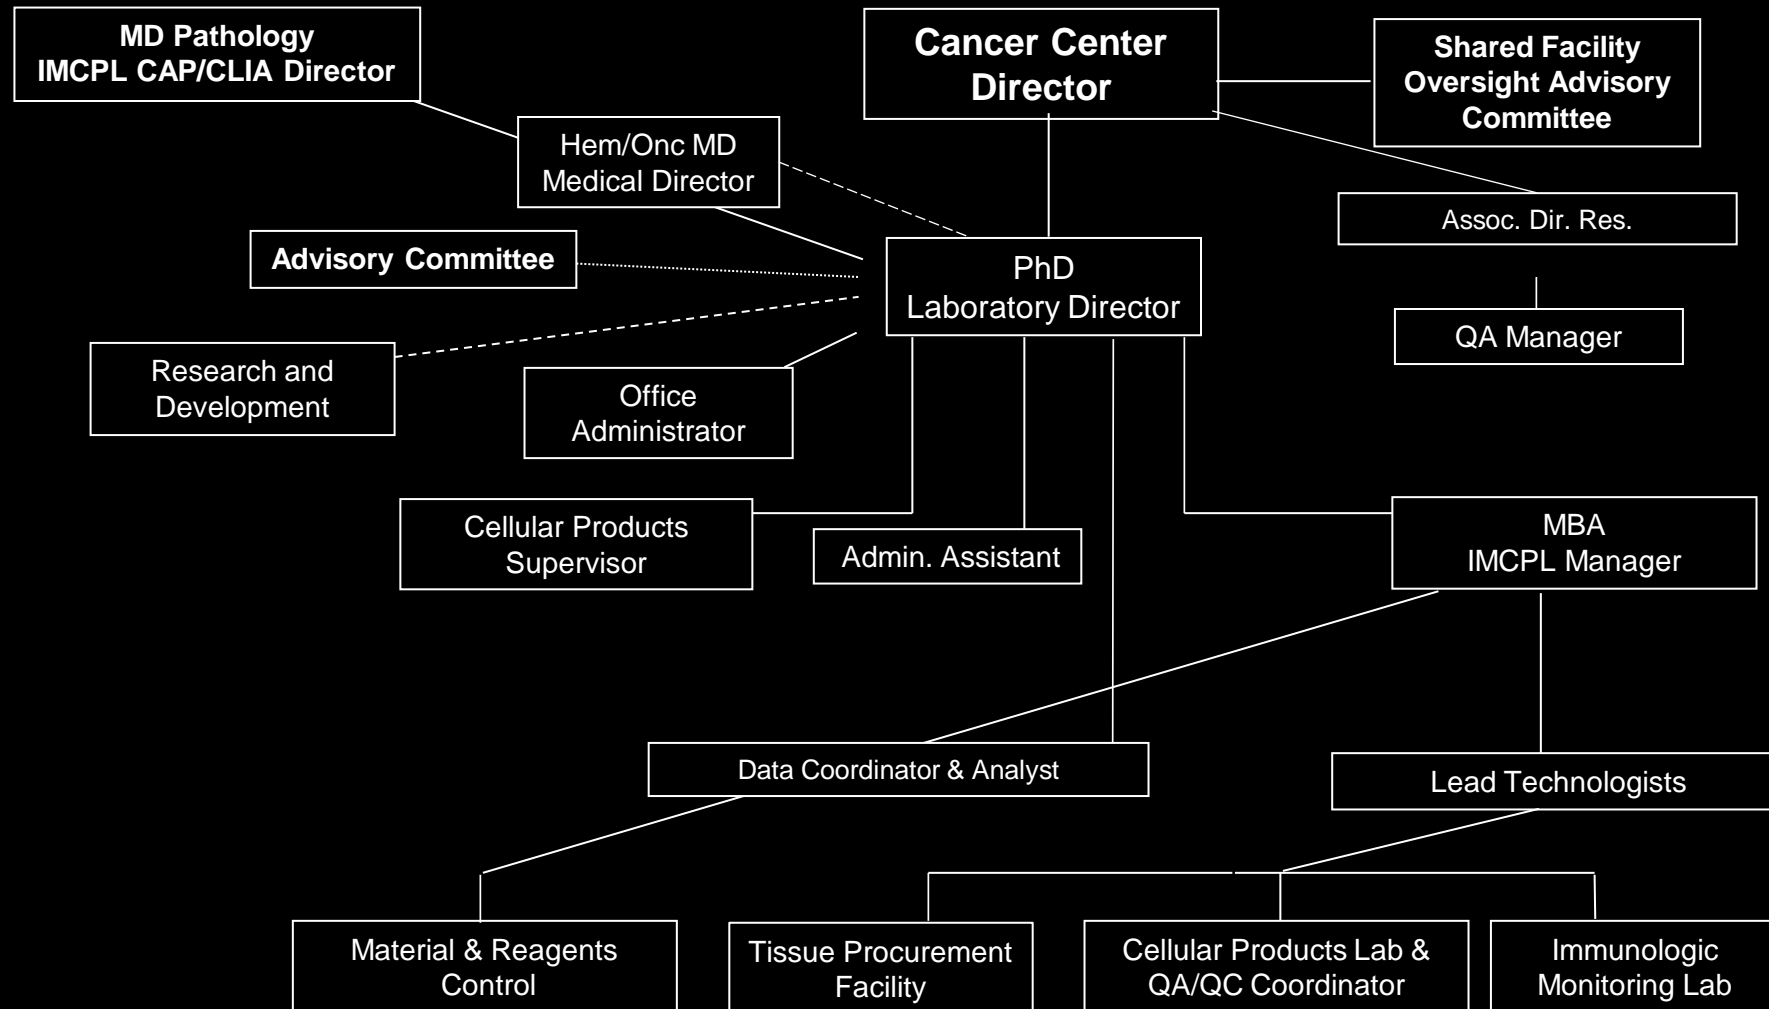 MD Pathology
IMCPL CAP/CLIA Director
Cancer Center
Director
Shared Facility
Oversight Advisory
Committee
Hem/Onc MD
Medical Director
Assoc. Dir. Res.
Advisory Committee
PhD
Laboratory Director
QA Manager
Research and
Development
Office
Administrator
Cellular Products
Supervisor
Admin. Assistant
MBA
IMCPL Manager
Data Coordinator & Analyst
Lead Technologists
Material & Reagents
Control
Tissue Procurement
Facility
Cellular Products Lab &
QA/QC Coordinator
Immunologic
Monitoring Lab